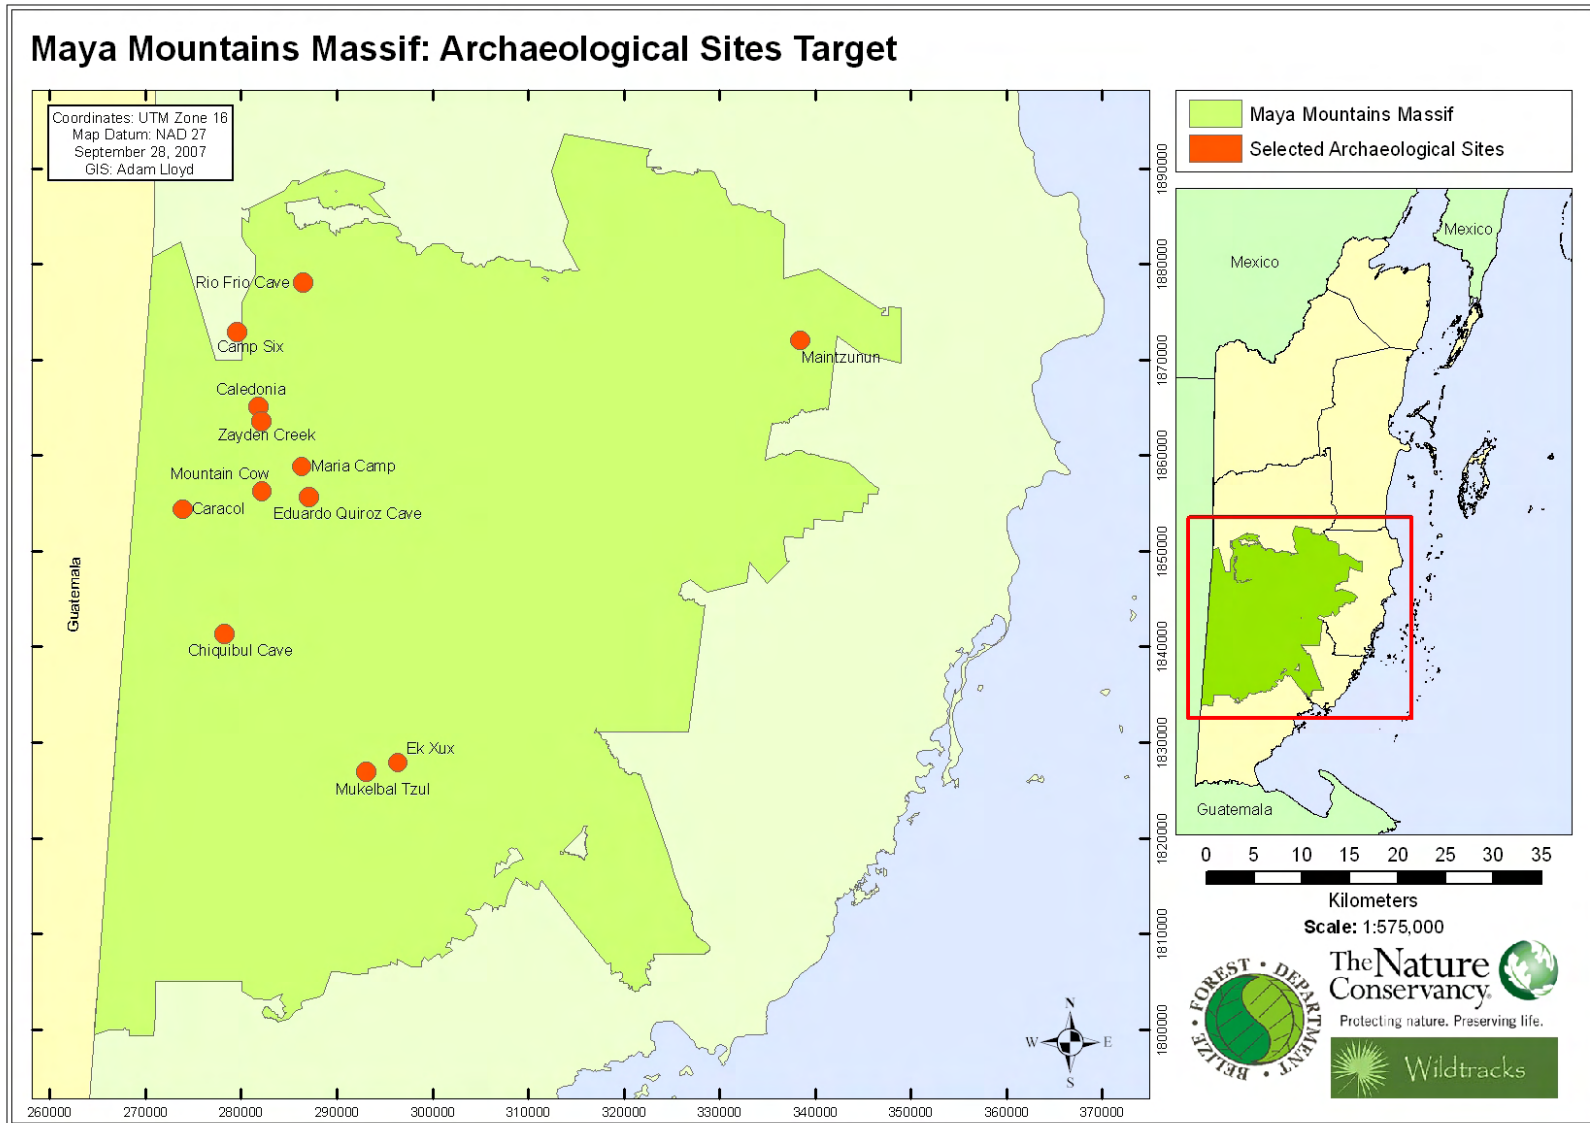 Maya Mountains Massif: Archaeological Sites Target
Coordinates: UTM Zone 16
Map Datum: NAD 27
September 28, 2007
GIS: Adam Lloyd
Rio Frio Cave
Camp Six
Caledonia
Zayden Creek
Maria Camp
Mountain Cow
Caracol
Eduardo Quiroz Cave
Maintzunun
Guatemala
Chiquibul Cave
Ek Xux
Mukelbal Tzul
260000
270000
280000
290000
300000
310000
320000
330000
340000
350000
360000
370000
1890000
1880000
1870000
1860000
1850000
1840000
1830000
1820000
1810000
1800000
N
W
E
S
Maya Mountains Massif
Selected Archaeological Sites
Mexico
Mexico
Guatemala
0 5 10 15 20 25 30 35
Kilometers
Scale: 1:575,000
BELIZE • FOREST • DEPARTMENT
The Nature
Conservancy
Protecting nature. Preserving life.
Wildtracks